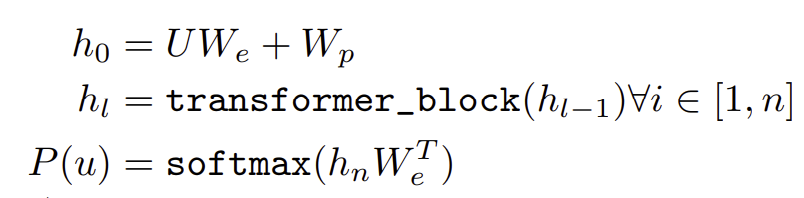 h_0 = UW_e + W_p
h_l = transformer_block(h_{l−1})∀i ∈ [1, n]
P(u) = softmax(h_n W_e^T)